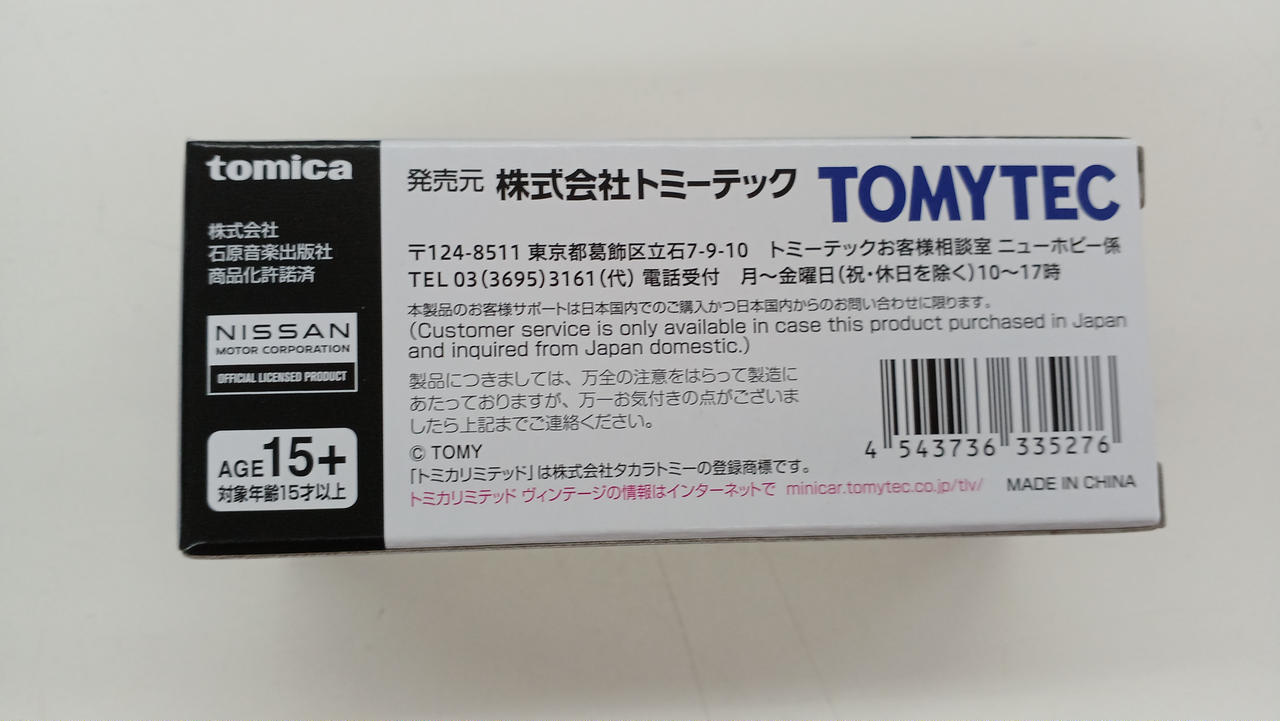 tomica
株式会社
石原音楽出版社
商品化許諾済
NISSAN
MOTOR CORPORATION
OFFICIAL LICENSED PRODUCT
AGE15+
対象年齢15才以上
発売元 株式会社トミーテック TOMYTEC
〒124-8511 東京都葛飾区立石7-9-10 トミーテックお客様相談室 ニューホビー係
TEL 03(3695)3161(代) 電話受付 月〜金曜日(祝・休日を除く)10〜17時
本製品のお客様サポートは日本国内でのご購入かつ日本国内からのお問い合わせに限ります。
(Customer service is only available in case this product purchased in Japan
and inquired from Japan domestic.)
製品につきましては、万全の注意をはらって製造に
あたっておりますが、万一お気付きの点がございま
したら上記までご連絡ください。
© TOMY
「トミカリミテッド」は株式会社タカラトミーの登録商標です。
トミカリミテッド ヴィンテージの情報はインターネットで minicar.tomytec.co.jp/tlv/
4 543736 335276
MADE IN CHINA